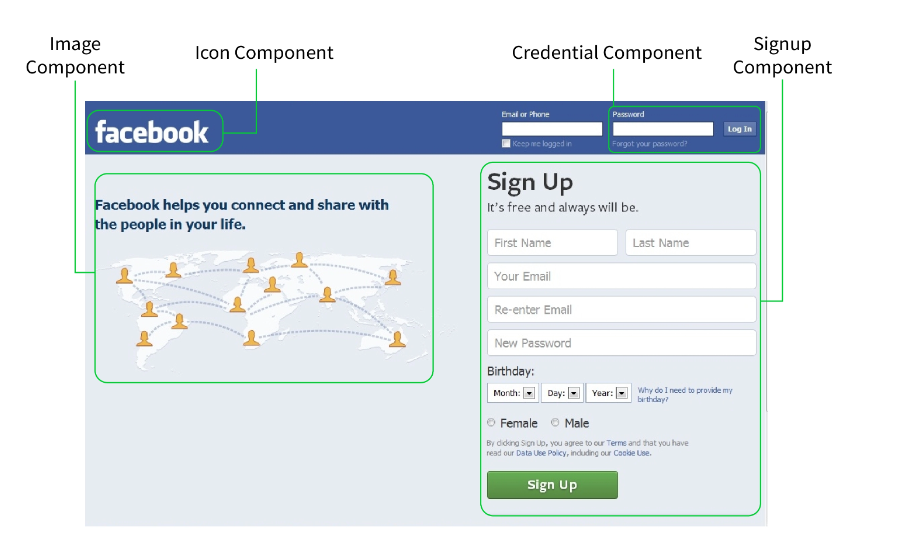 Image
Component
Icon Component
Credential Component
Signup
Component
facebook
Email or Phone
Password
Log In
Keep me logged in
Forgot your password?
Facebook helps you connect and share with
the people in your life.
Sign Up
It's free and always will be.
First Name
Last Name
Your Email
Re-enter Email
New Password
Birthday:
Month:
Day:
Year:
Why do I need to provide my
birthday?
Female
Male
By clicking Sign Up, you agree to our Terms and that you have
read our Data Use Policy, including our Cookie Use.
Sign Up